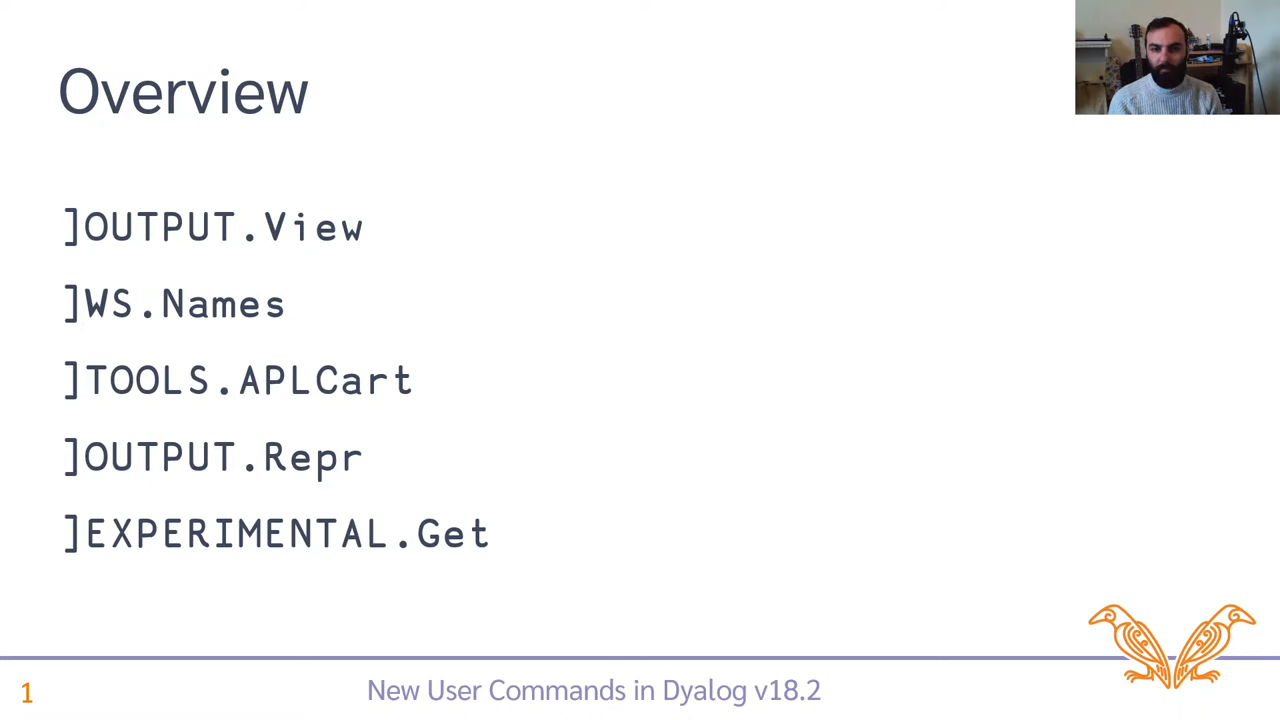 Overview
]OUTPUT.View
]WS.Names
]TOOLS.APLCart
]OUTPUT.Repr
]EXPERIMENTAL.Get
1
New User Commands in Dyalog v18.2